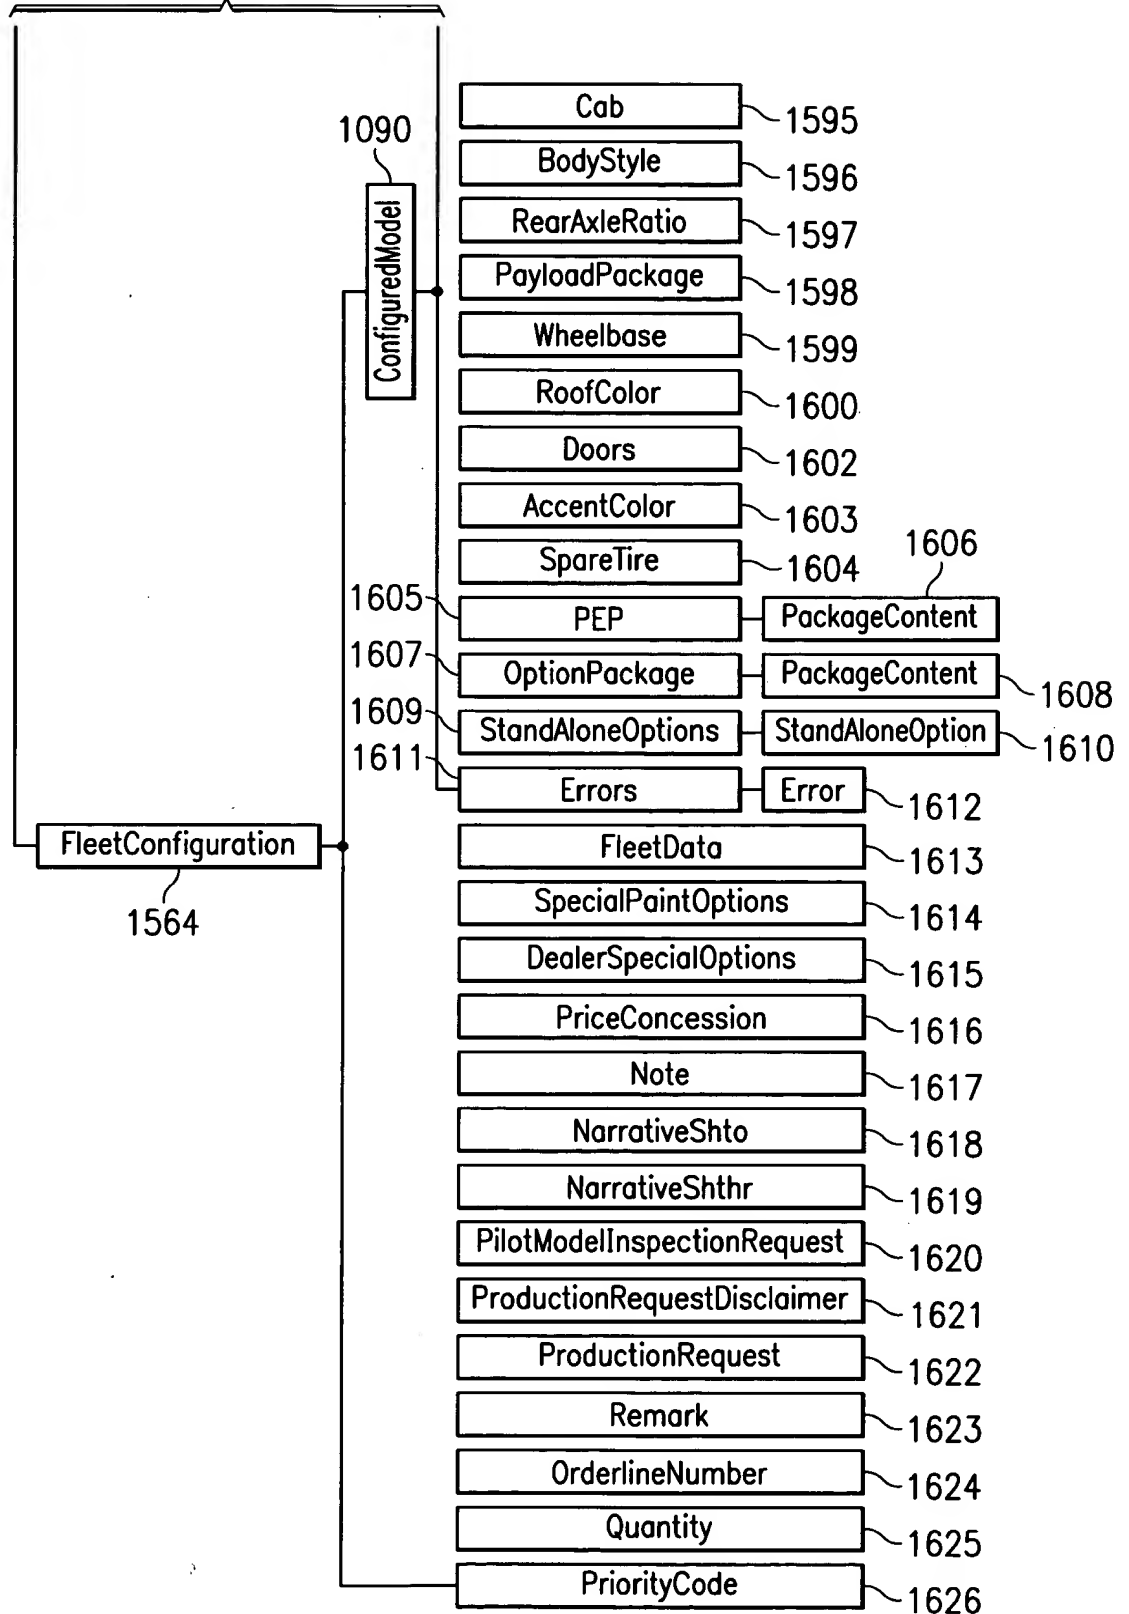 Cab
1595
1090
BodyStyle
1596
ConfiguredModel
RearAxleRatio
1597
PayloadPackage
1598
Wheelbase
1599
RoofColor
1600
Doors
1602
AccentColor
1603
SpareTire
1604
1606
1605
PEP
PackageContent
1607
OptionPackage
PackageContent
1608
1609
StandAloneOptions
StandAloneOption
1610
1611
Errors
Error
1612
FleetConfiguration
1564
FleetData
1613
SpecialPaintOptions
1614
DealerSpecialOptions
1615
PriceConcession
1616
Note
1617
NarrativeShto
1618
NarrativeShthr
1619
PilotModelInspectionRequest
1620
ProductionRequestDisclaimer
1621
ProductionRequest
1622
Remark
1623
OrderlineNumber
1624
Quantity
1625
PriorityCode
1626